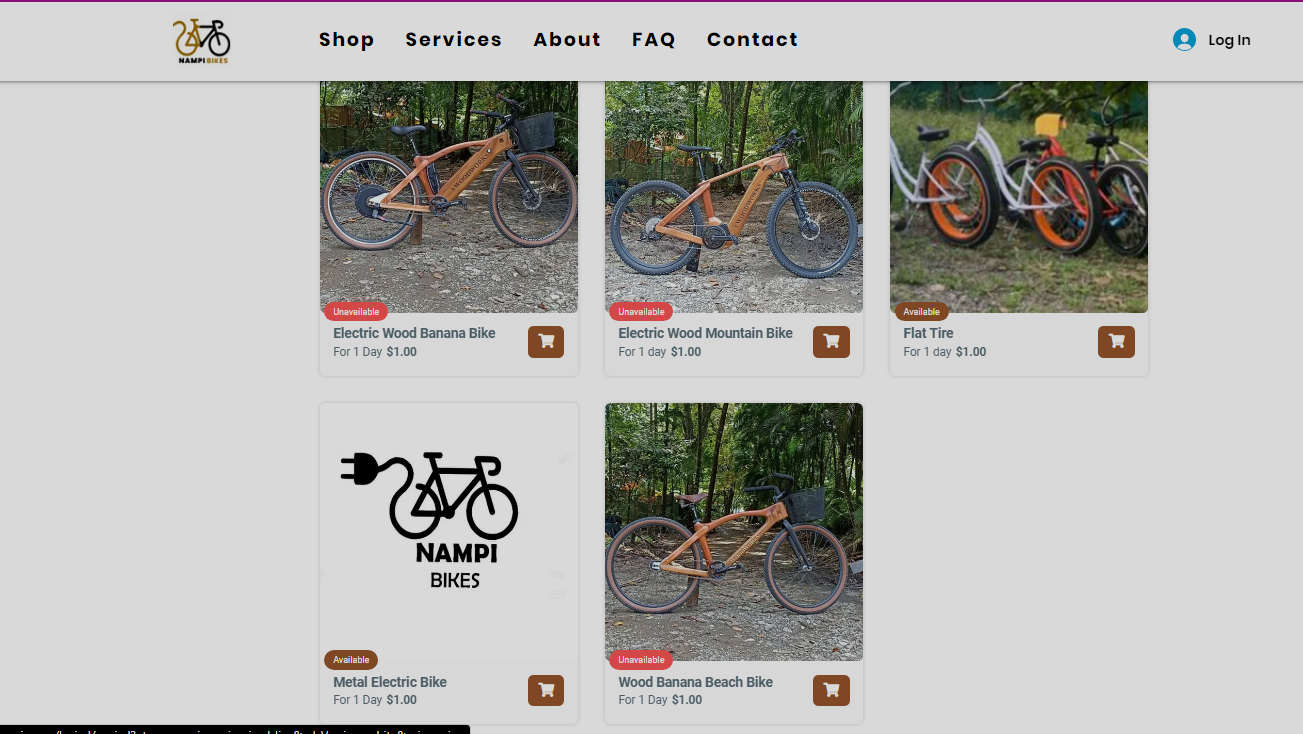 NAMPI BIKES
Shop Services About FAQ Contact
Log In
WOODWORKS
Unavailable
Unavailable
Available
Electric Wood Banana Bike
For 1 Day $1.00
Electric Wood Mountain Bike
For 1 day $1.00
Flat Tire
For 1 day $1.00
NAMPI
BIKES
Available
Unavailable
Metal Electric Bike
For 1 Day $1.00
Wood Banana Beach Bike
For 1 Day $1.00